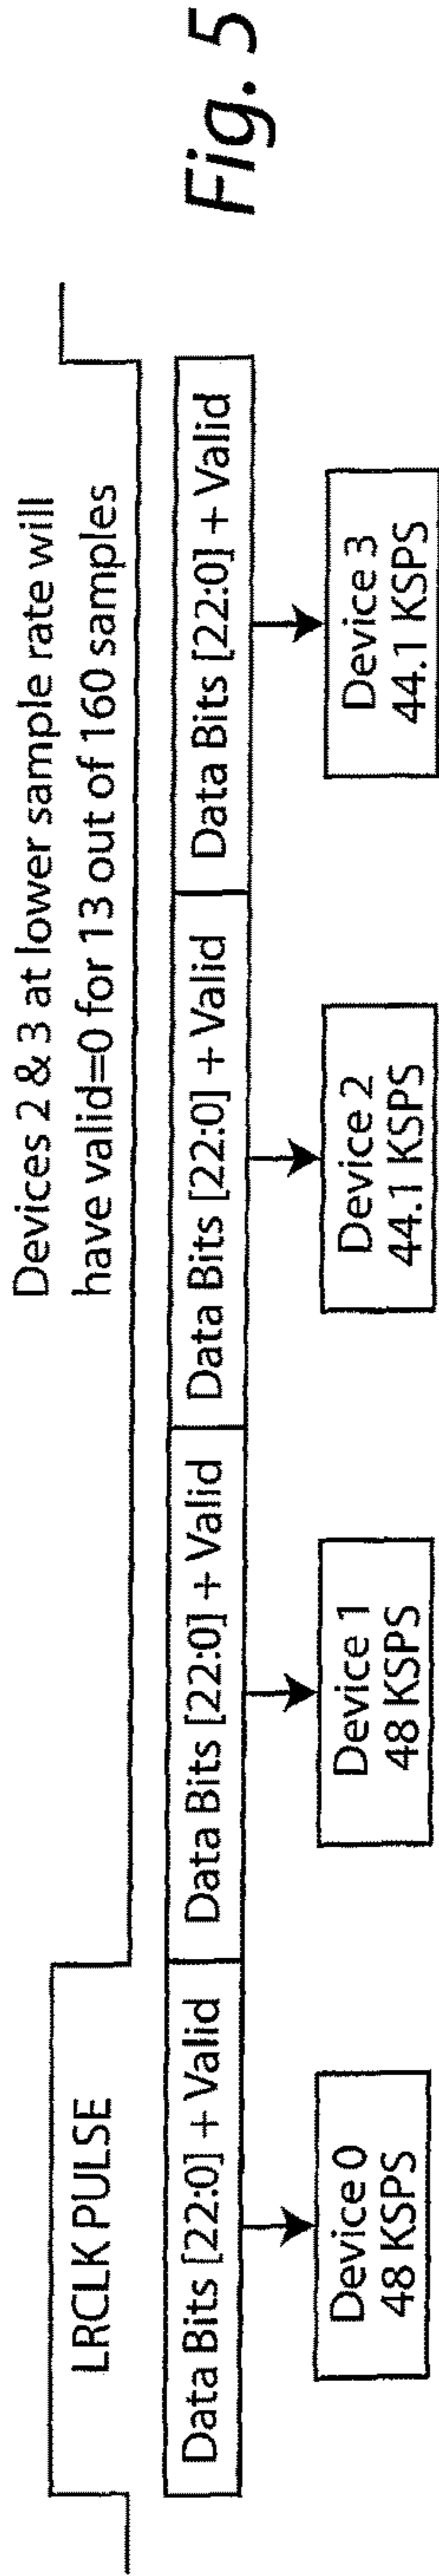 Devices 2 & 3 at lower sample rate will
have valid=0 for 13 out of 160 samples
LRCLK PULSE
Data Bits [22:0] + Valid
Data Bits [22:0] + Valid
Data Bits [22:0] + Valid
Data Bits [22:0] + Valid
Device 0
48 KSPS
Device 1
48 KSPS
Device 2
44.1 KSPS
Device 3
44.1 KSPS
Fig. 5